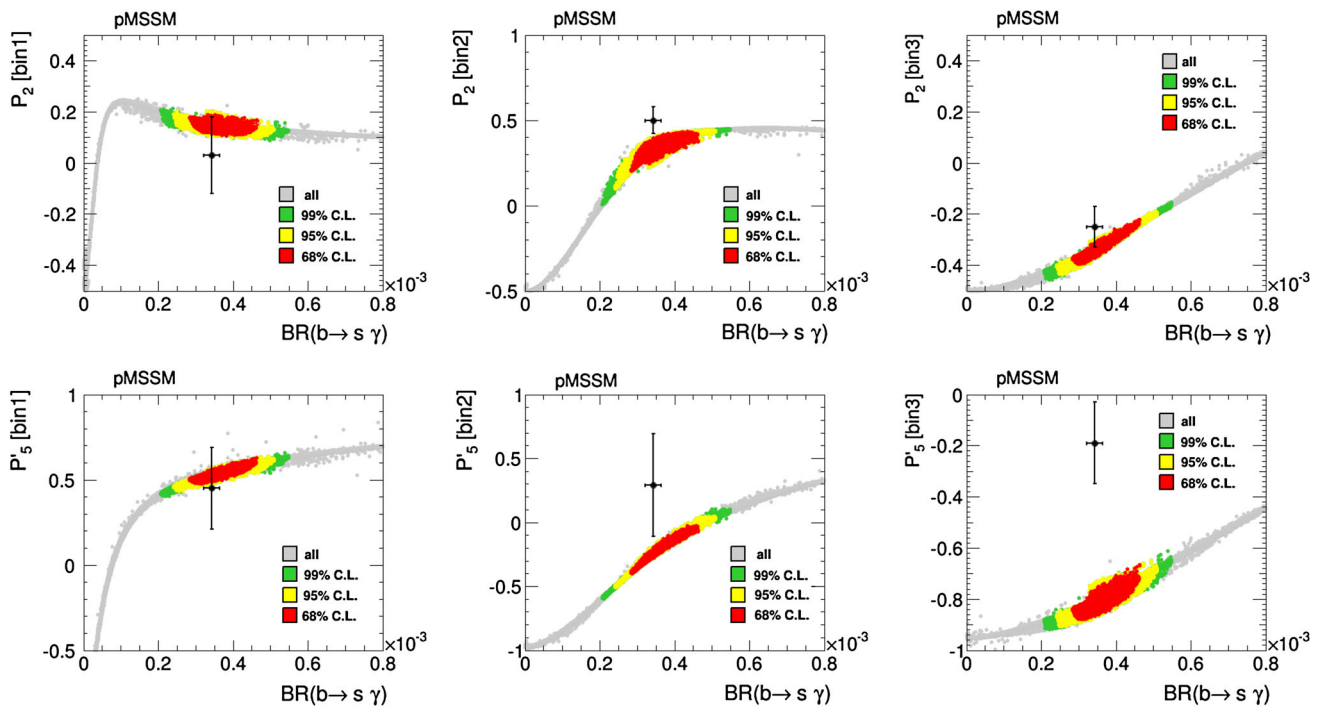 pMSSM
P2 [bin1]
0.4
0.2
0
-0.2
-0.4
all
99% C.L.
95% C.L.
68% C.L.
0 0.2 0.4 0.6 0.8
×10-3
BR(b→ s γ)
pMSSM
P2 [bin2]
1
0.5
0
-0.5
all
99% C.L.
95% C.L.
68% C.L.
0 0.2 0.4 0.6 0.8
×10-3
BR(b→ s γ)
pMSSM
P2 [bin3]
0.4
0.2
0
-0.2
-0.4
all
99% C.L.
95% C.L.
68% C.L.
0 0.2 0.4 0.6 0.8
×10-3
BR(b→ s γ)
pMSSM
P'5 [bin1]
1
0.5
0
-0.5
all
99% C.L.
95% C.L.
68% C.L.
0 0.2 0.4 0.6 0.8
×10-3
BR(b→ s γ)
pMSSM
P'5 [bin2]
1
0.5
0
-0.5
-1
all
99% C.L.
95% C.L.
68% C.L.
0 0.2 0.4 0.6 0.8
×10-3
BR(b→ s γ)
pMSSM
P'5 [bin3]
0
-0.2
-0.4
-0.6
-0.8
-1
all
99% C.L.
95% C.L.
68% C.L.
0 0.2 0.4 0.6 0.8
×10-3
BR(b→ s γ)